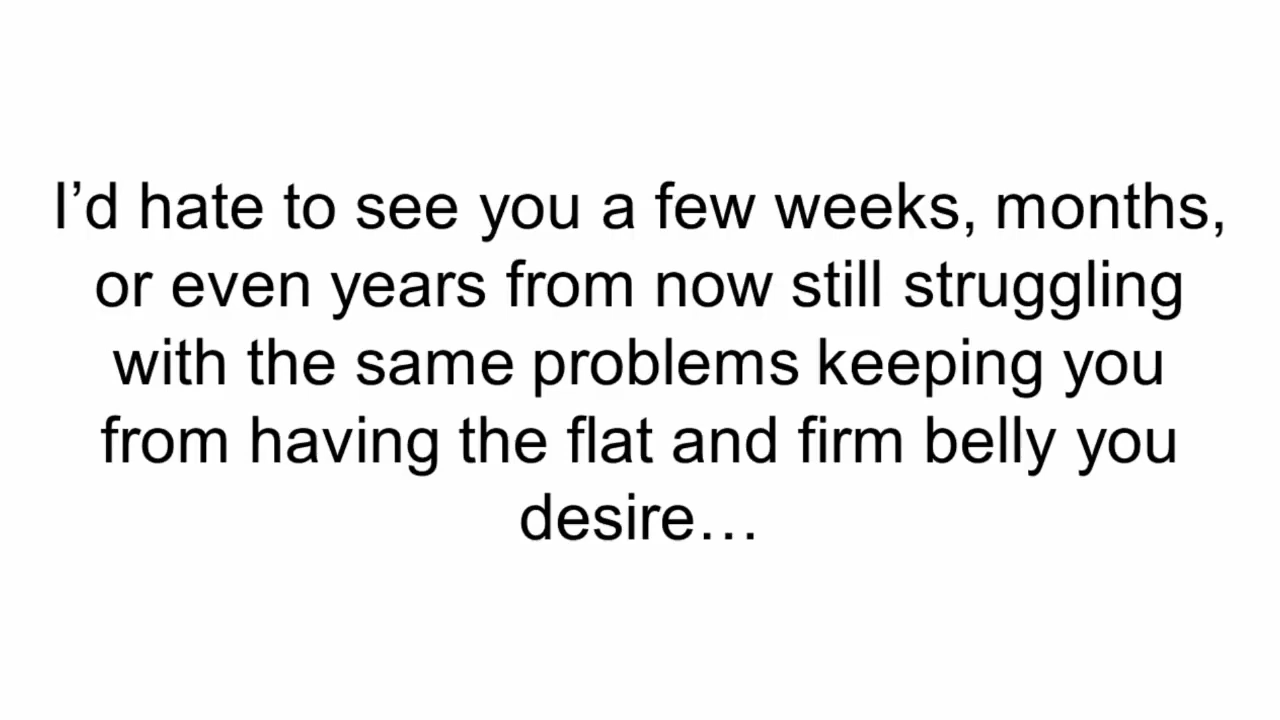 I’d hate to see you a few weeks, months,
or even years from now still struggling
with the same problems keeping you
from having the flat and firm belly you
desire…